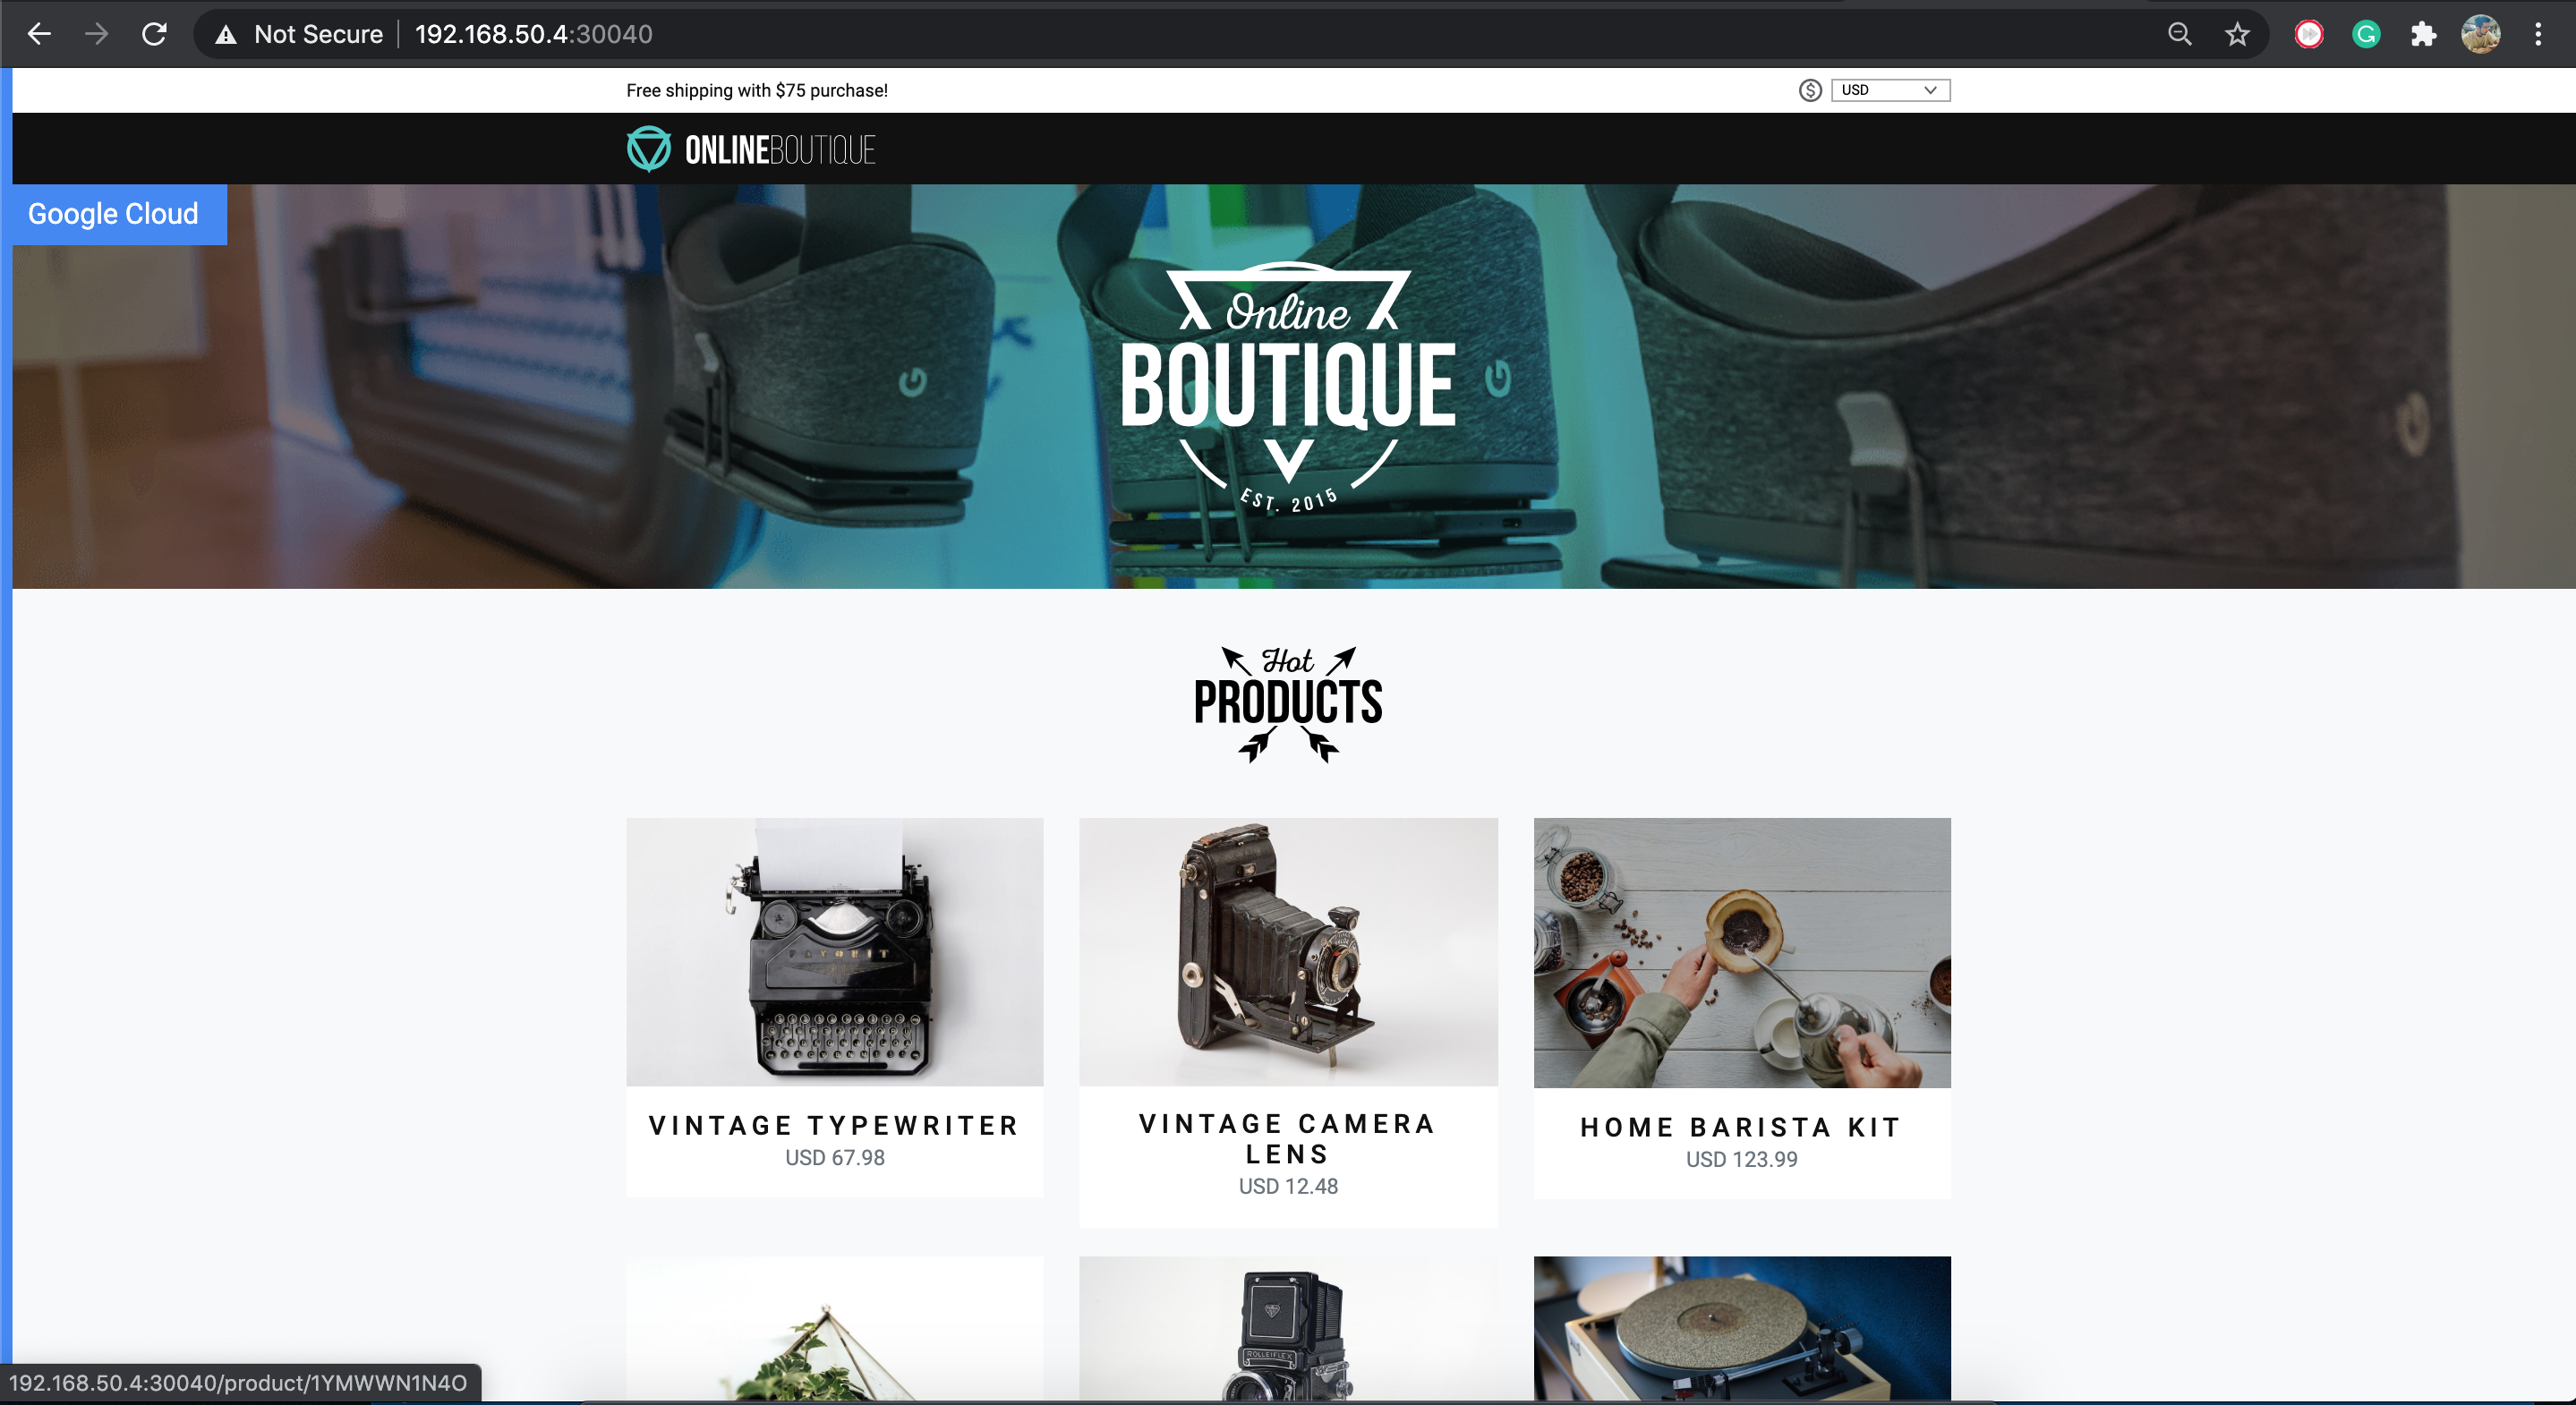 Not Secure 192.168.50.4:30040
Free shipping with $75 purchase!
USD
ONLINEBOUTIQUE
Google Cloud
Online
BOUTIQUE
EST. 2015
Hot
PRODUCTS
VINTAGE TYPEWRITER
USD 67.98
VINTAGE CAMERA
LENS
USD 12.48
HOME BARISTA KIT
USD 123.99
ROLLEIFLEX
192.168.50.4:30040/product/1YMWWN1N4O